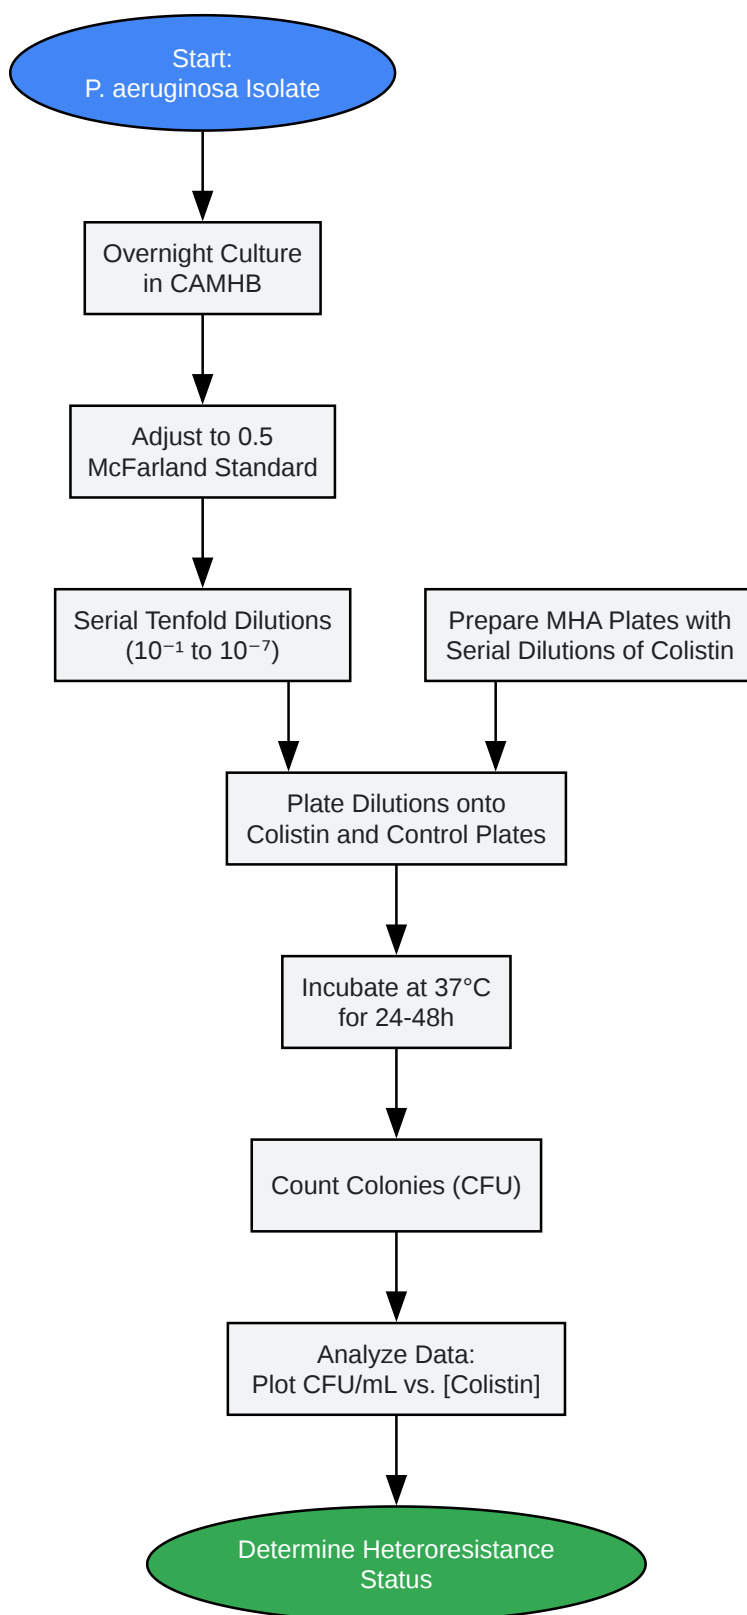 Start:
P. aeruginosa Isolate
Overnight Culture
in CAMHB
Adjust to 0.5
McFarland Standard
Serial Tenfold Dilutions
(10⁻¹ to 10⁻⁷)
Prepare MHA Plates with
Serial Dilutions of Colistin
Plate Dilutions onto
Colistin and Control Plates
Incubate at 37°C
for 24-48h
Count Colonies (CFU)
Analyze Data:
Plot CFU/mL vs. [Colistin]
Determine Heteroresistance
Status